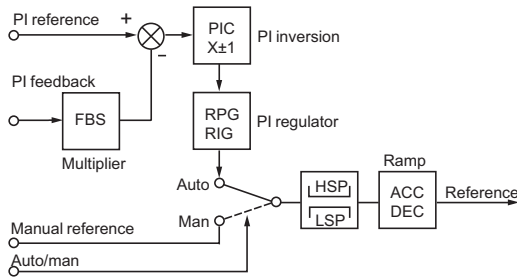 PI reference
+
−
PIC
X±1
PI inversion
PI feedback
FBS
Multiplier
RPG
RIG
PI regulator
Auto
Man
Manual reference
Auto/man
HSP
LSP
Ramp
ACC
DEC
Reference